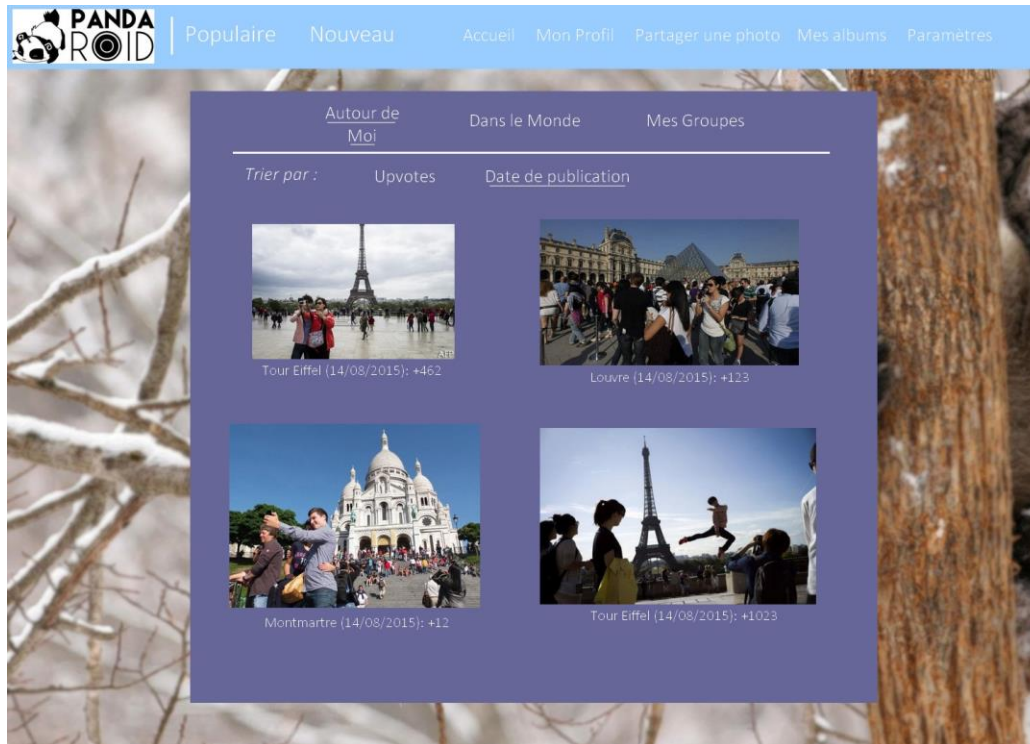 PANDA
ROID
Populaire Nouveau Accueil Mon Profil Partager une photo Mes albums Paramètres
Autour de
Moi
Dans le Monde Mes Groupes
Trier par : Upvotes Date de publication
AFP
Tour Eiffel (14/08/2015): +462
Louvre (14/08/2015): +123
Montmartre (14/08/2015): +12
Tour Eiffel (14/08/2015): +1023